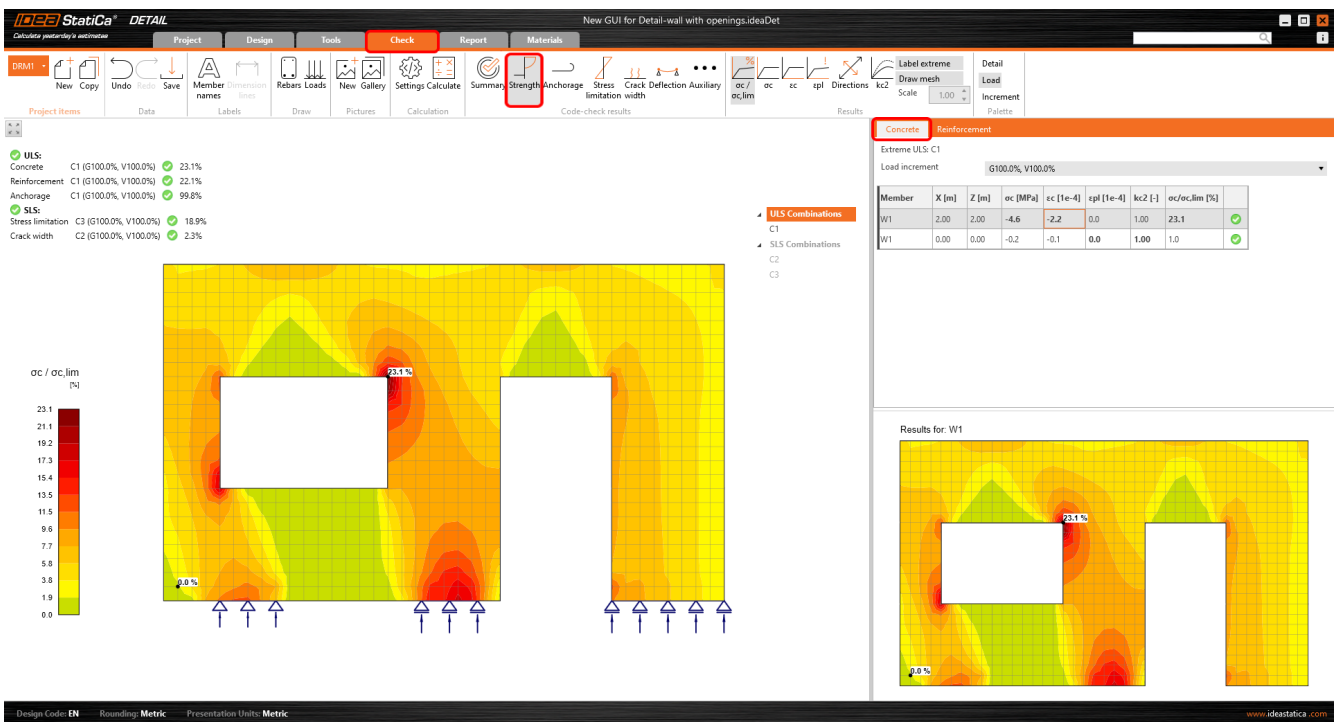 IDEA StatiCa® DETAIL
Calculate yesterday's estimates
New GUI for Detail-wall with openings.ideaDet
Project Design Tools Check Report Materials
DRM1
New Copy Undo Redo Save Member names Dimension lines Rebars Loads New Gallery Settings Calculate Summary Strength Anchorage Stress limitation Crack width Deflection Auxiliary σc / σc,lim σc εc εpl Directions kc2
Label extreme
Draw mesh
Scale 1.00
Detail
Load
Increment
Project items Data Labels Draw Pictures Calculation Code-check results Results Palette
ULS:
Concrete C1 (G100.0%, V100.0%) 23.1%
Reinforcement C1 (G100.0%, V100.0%) 22.1%
Anchorage C1 (G100.0%, V100.0%) 99.8%
SLS:
Stress limitation C3 (G100.0%, V100.0%) 18.9%
Crack width C2 (G100.0%, V100.0%) 2.3%
ULS Combinations
C1
SLS Combinations
C2
C3
σc / σc,lim
[%]
23.1
21.1
19.2
17.3
15.4
13.5
11.5
9.6
7.7
5.8
3.8
1.9
0.0
23.1 %
0.0 %
Concrete Reinforcement
Extreme ULS: C1
Load increment G100.0%, V100.0%
Member X [m] Z [m] σc [MPa] εc [1e-4] εpl [1e-4] kc2 [-] σc/σc,lim [%]
W1 2.00 2.00 -4.6 -2.2 0.0 1.00 23.1
W1 0.00 0.00 -0.2 -0.1 0.0 1.00 1.0
Results for: W1
23.1 %
0.0 %
Design Code: EN Rounding: Metric Presentation Units: Metric
www.ideastatica.com